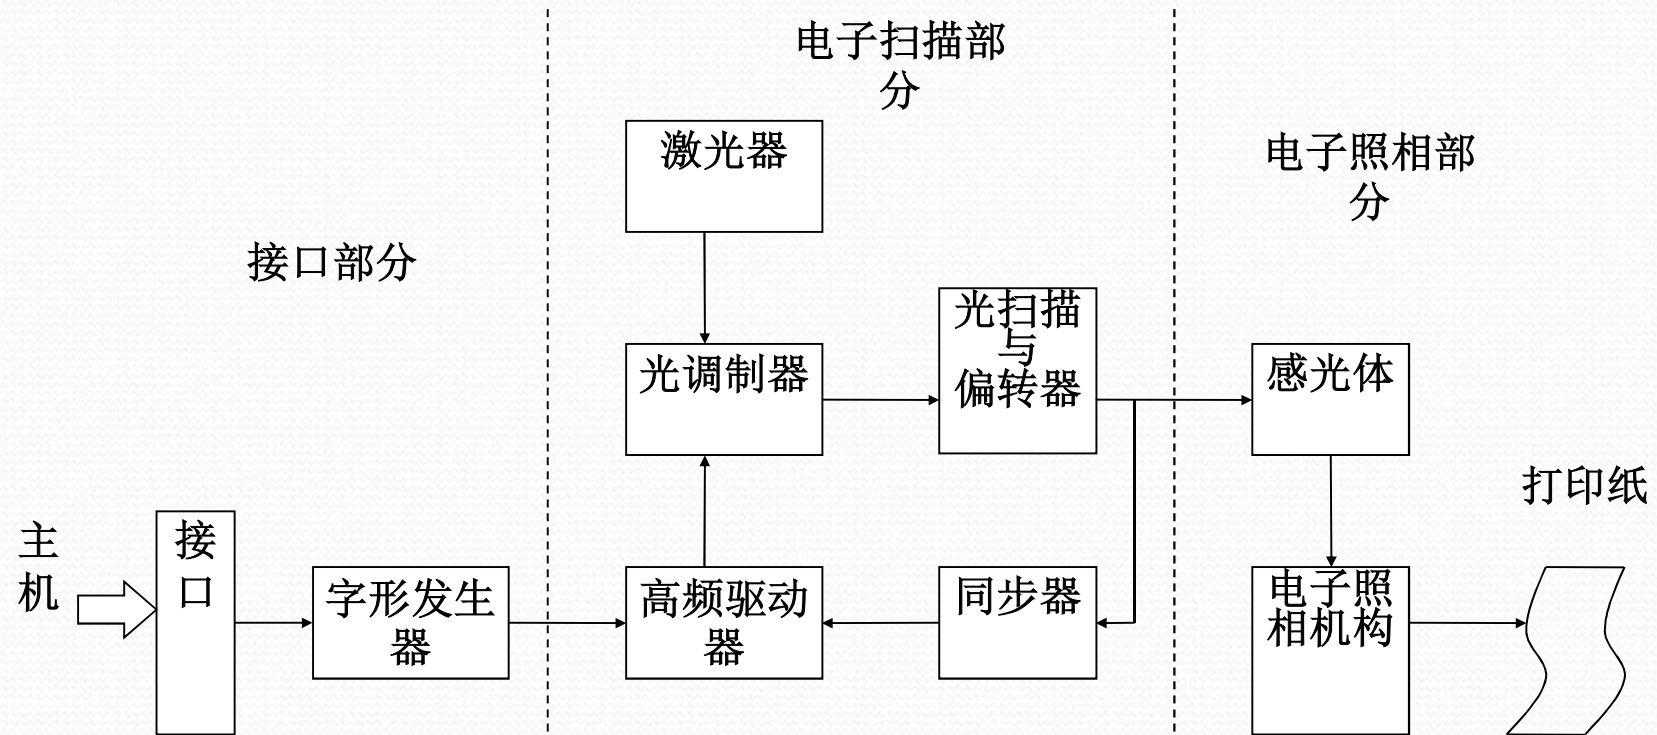 电子扫描部
分
激光器
电子照相部
分
接口部分
光扫描
与
偏转器
光调制器
感光体
打印纸
主
机
接
口
字形发生
器
高频驱动
器
同步器
电子照
相机构